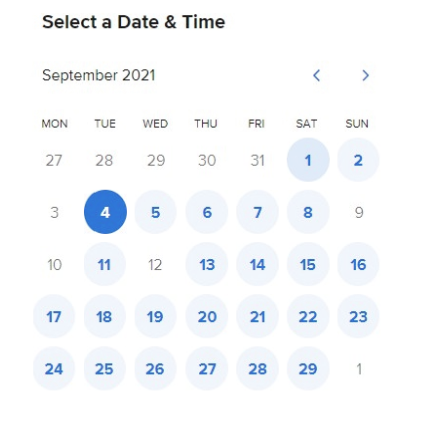 Select a Date & Time
September 2021
MON TUE WED THU FRI SAT SUN
27 28 29 30 31 1 2
3 4 5 6 7 8 9
10 11 12 13 14 15 16
17 18 19 20 21 22 23
24 25 26 27 28 29 1